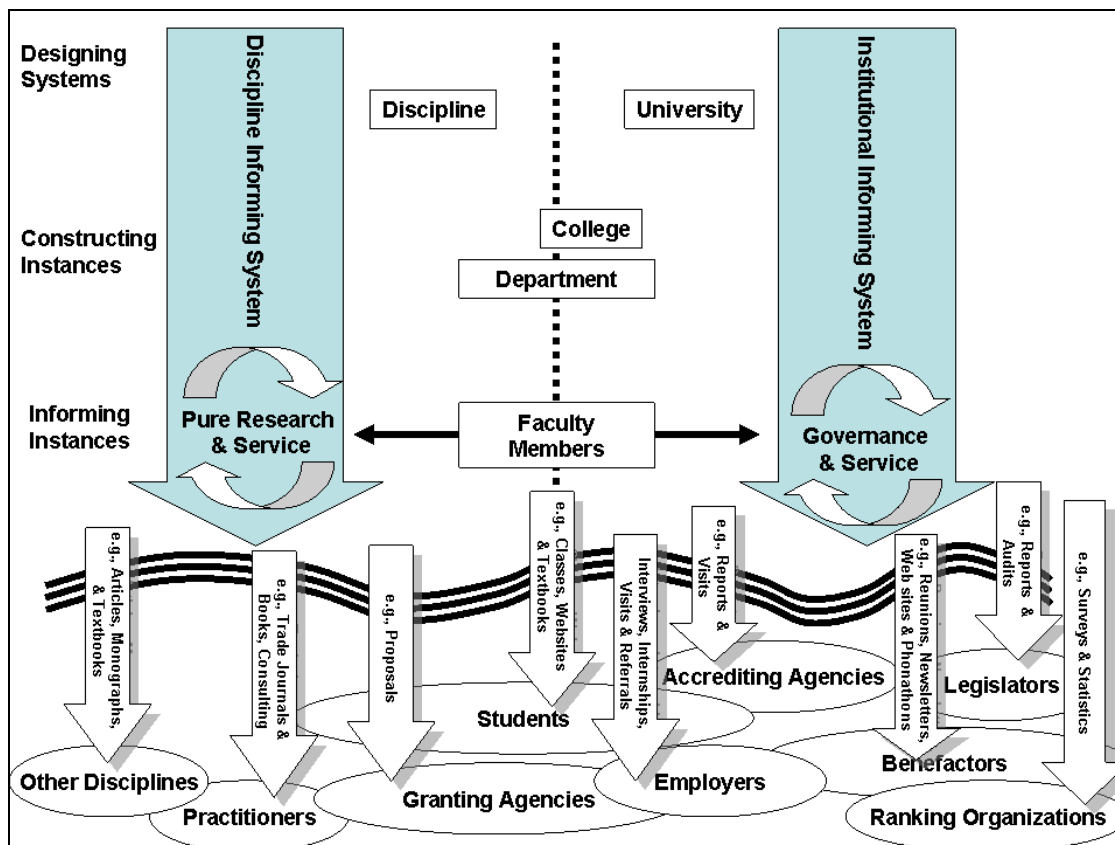 Designing
Systems
Discipline Informing System
Discipline
University
Institutional Informing System
Constructing
Instances
College
Department
Informing
Instances
Pure Research
& Service
Faculty
Members
Governance
& Service
e.g., Articles, Monographs,
& Textbooks
e.g., Trade Journals &
Books, Consulting
e.g., Proposals
e.g., Classes, Websites
& Textbooks
Interviews, Internships,
Visits & Referrals
e.g., Reports &
Visits
e.g., Reunions, Newsletters,
Web sites & Phonathons
e.g., Reports &
Audits
e.g., Surveys & Statistics
Accrediting Agencies
Legislators
Students
Other Disciplines
Employers
Benefactors
Practitioners
Granting Agencies
Ranking Organizations